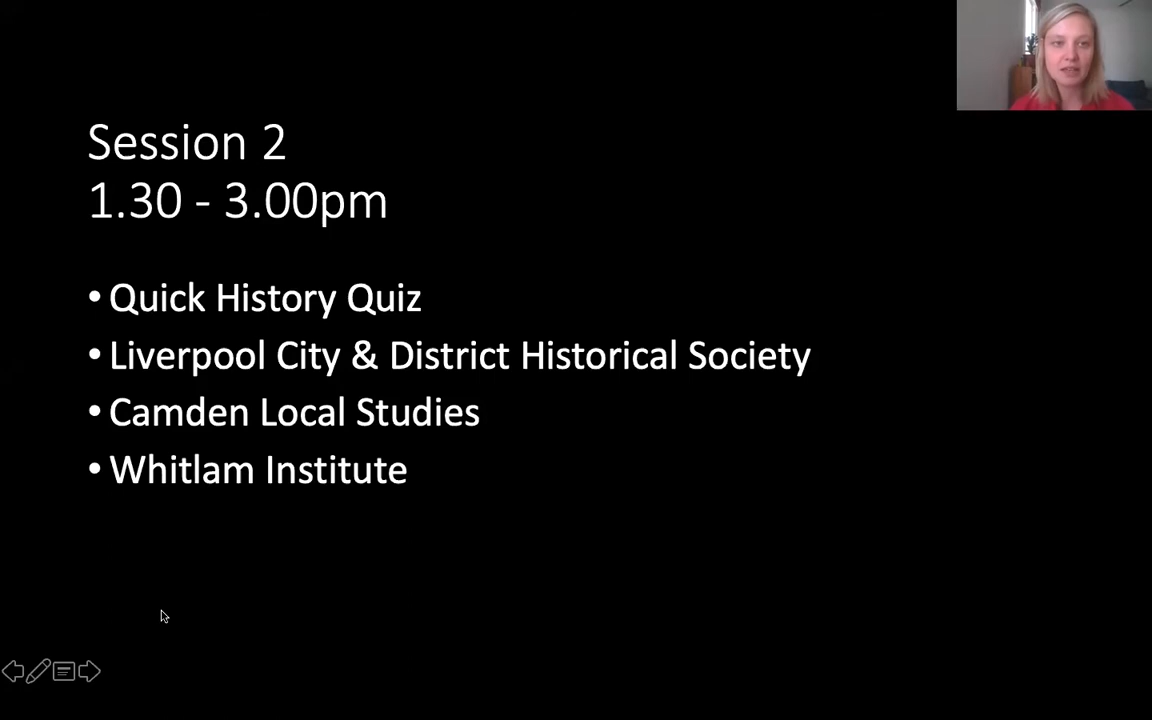 Session 2
1.30 - 3.00pm
• Quick History Quiz
• Liverpool City & District Historical Society
• Camden Local Studies
• Whitlam Institute